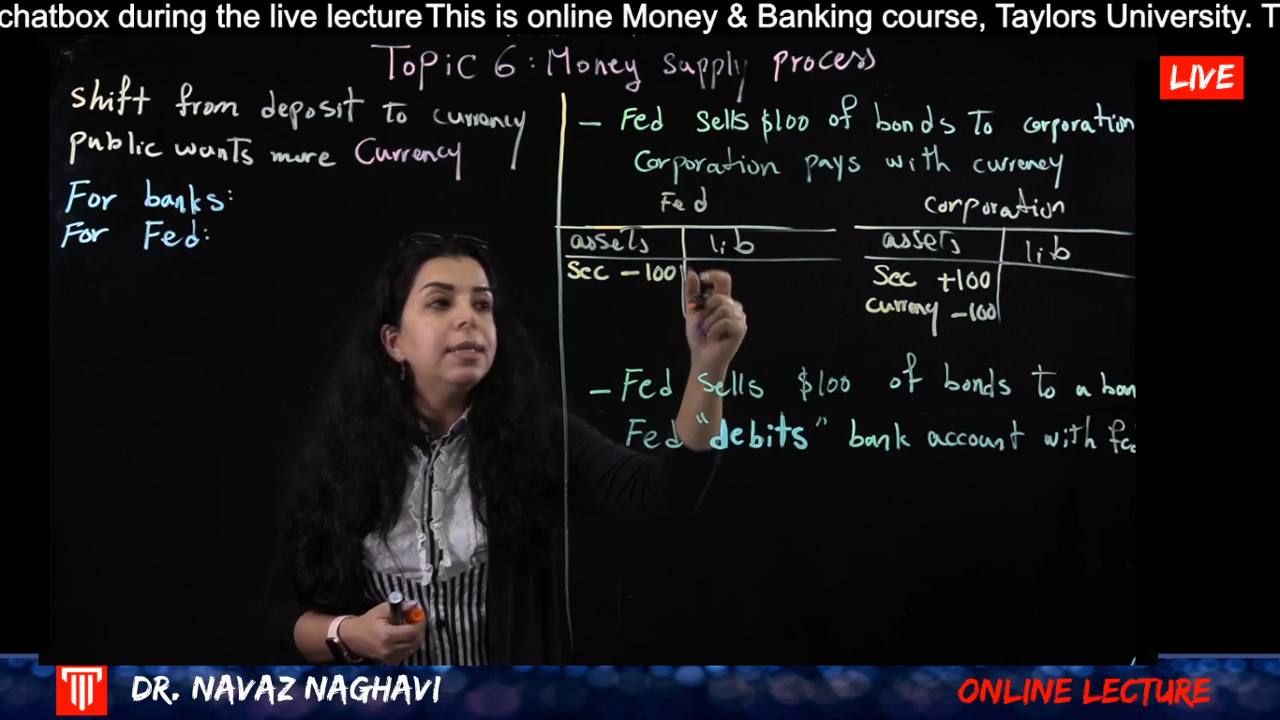 chatbox during the live lecture This is online Money & Banking course, Taylors University. T
LIVE
Topic 6: Money supply process
shift from deposit to currency
public wants more Currency
For banks:
For Fed:
- Fed sells $100 of bonds to corporation
Corporation pays with currency
Fed
assets lib
Sec -100
corporation
assets lib
Sec +100
currency -100
- Fed sells $100 of bonds to a ban
Fed "debits" bank account with fed
DR. NAVAZ NAGHAVI
ONLINE LECTURE